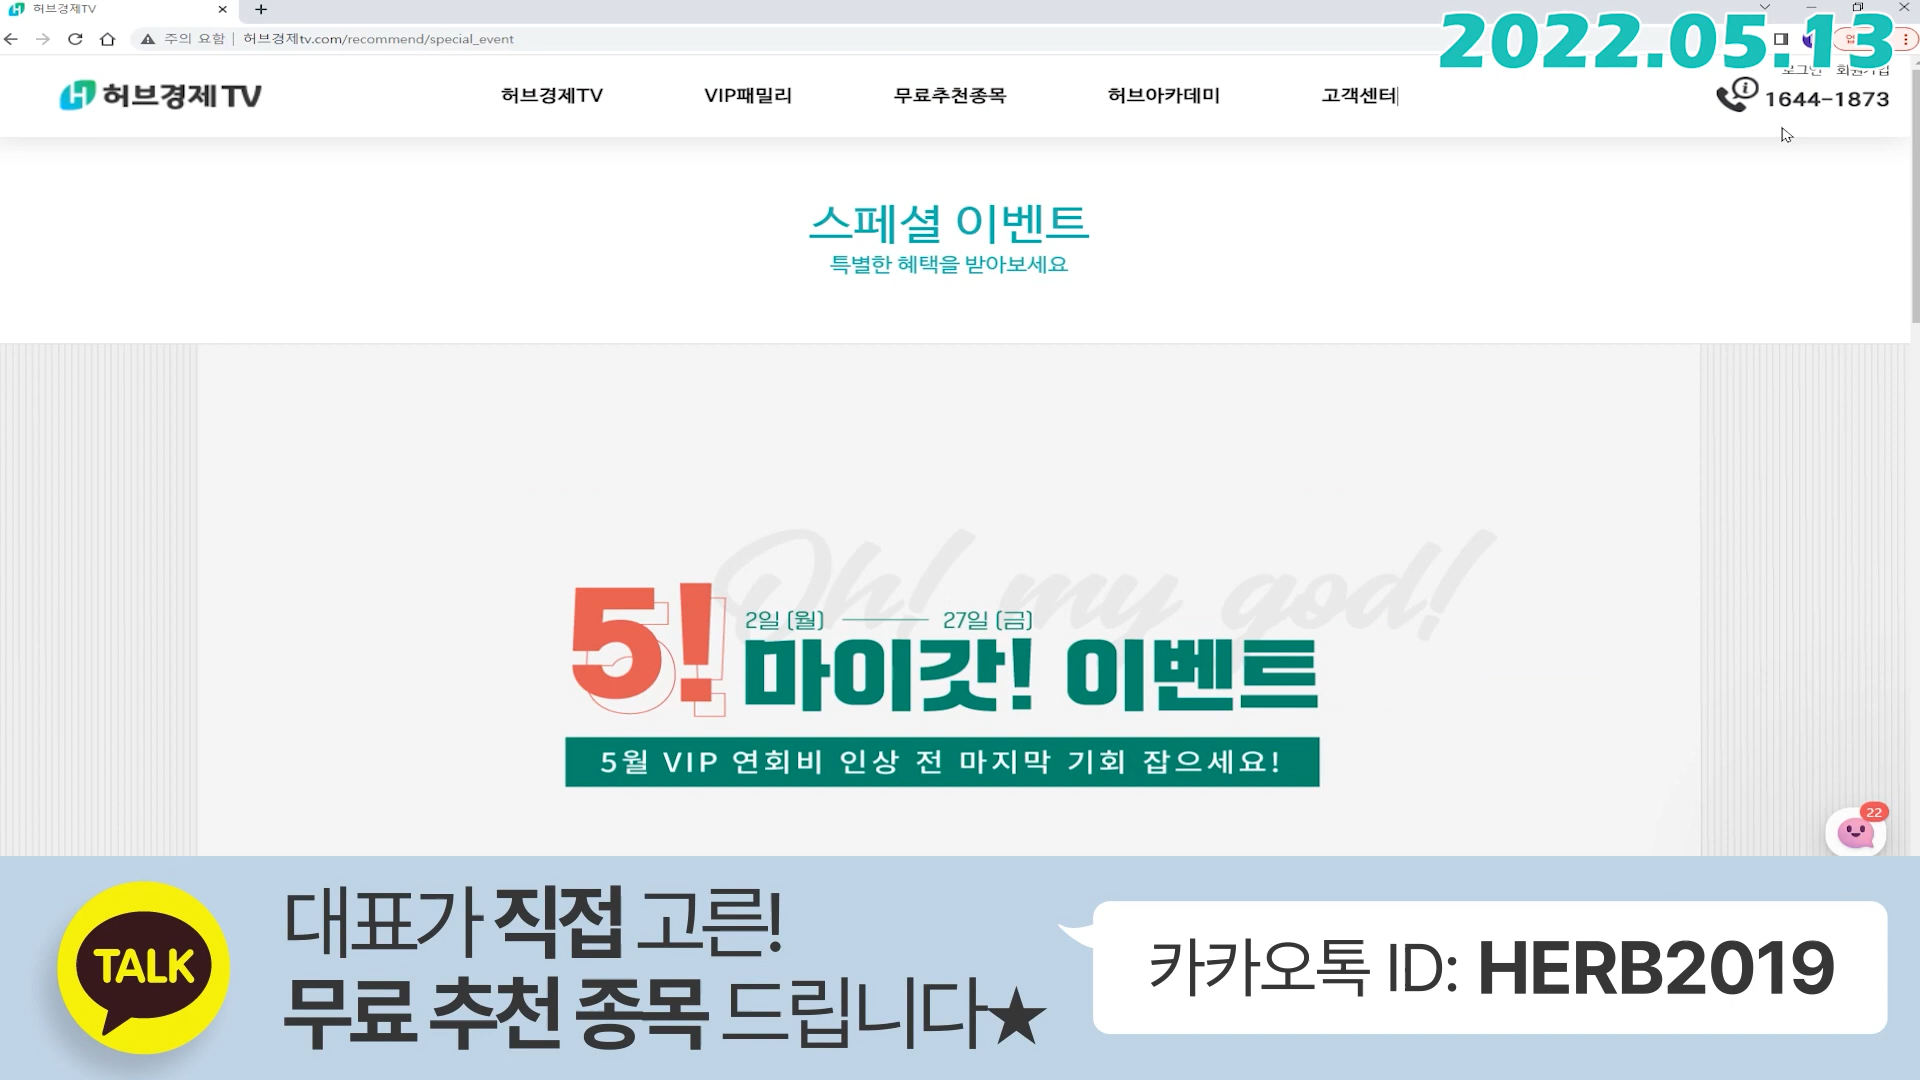 허브경제TV
주의 요함 | 허브경제tv.com/recommend/special_event
2022.05.13
허브경제TV
허브경제TV
VIP패밀리
무료추천종목
허브아카데미
고객센터
로그인 회원가입
1644-1873
스페셜 이벤트
특별한 혜택을 받아보세요
Oh! my god!
5!
2일 (월) 27일 (금)
마이갓! 이벤트
5월 VIP 연회비 인상 전 마지막 기회 잡으세요!
22
TALK
대표가 직접 고른!
무료 추천 종목 드립니다★
카카오톡 ID: HERB2019